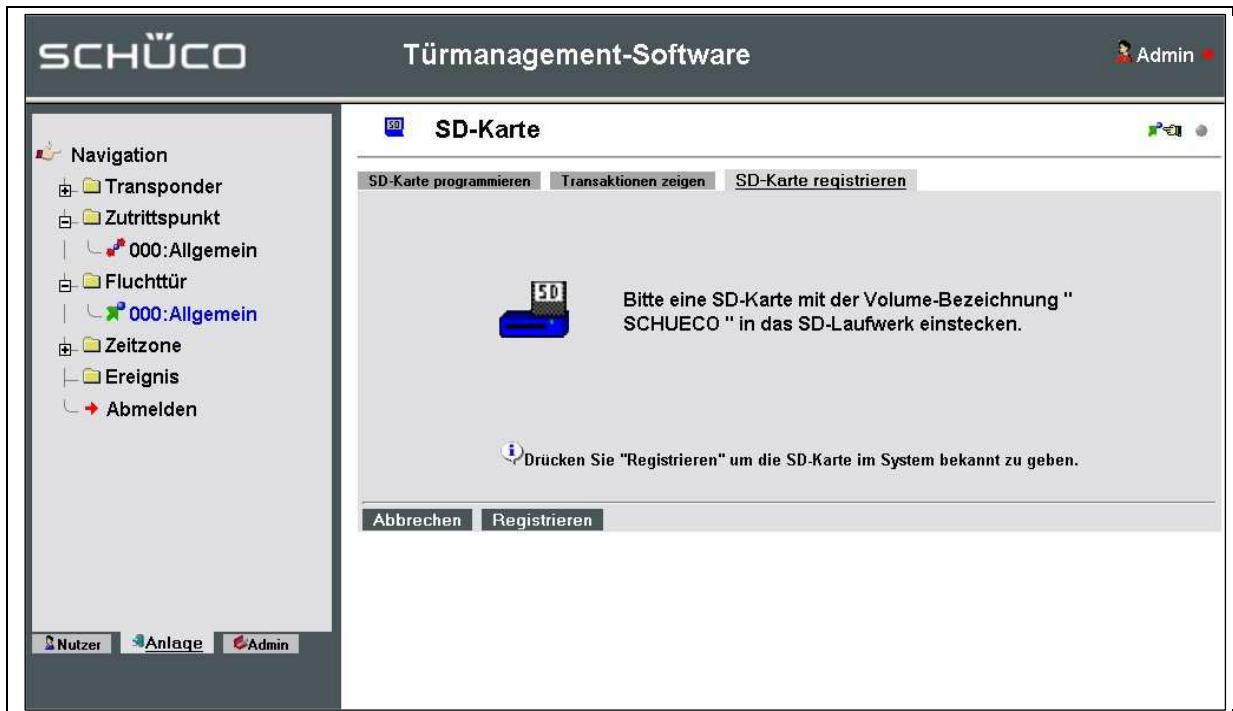 SCHÜCO
Türmanagement-Software
Admin
Navigation
Transponder
Zutrittspunkt
000:Allgemein
Fluchttür
000:Allgemein
Zeitzone
Ereignis
Abmelden
Nutzer Anlage Admin
SD
SD-Karte
SD-Karte programmieren Transaktionen zeigen SD-Karte registrieren
SD
Bitte eine SD-Karte mit der Volume-Bezeichnung "
SCHUECO " in das SD-Laufwerk einstecken.
Drücken Sie "Registrieren" um die SD-Karte im System bekannt zu geben.
Abbrechen Registrieren